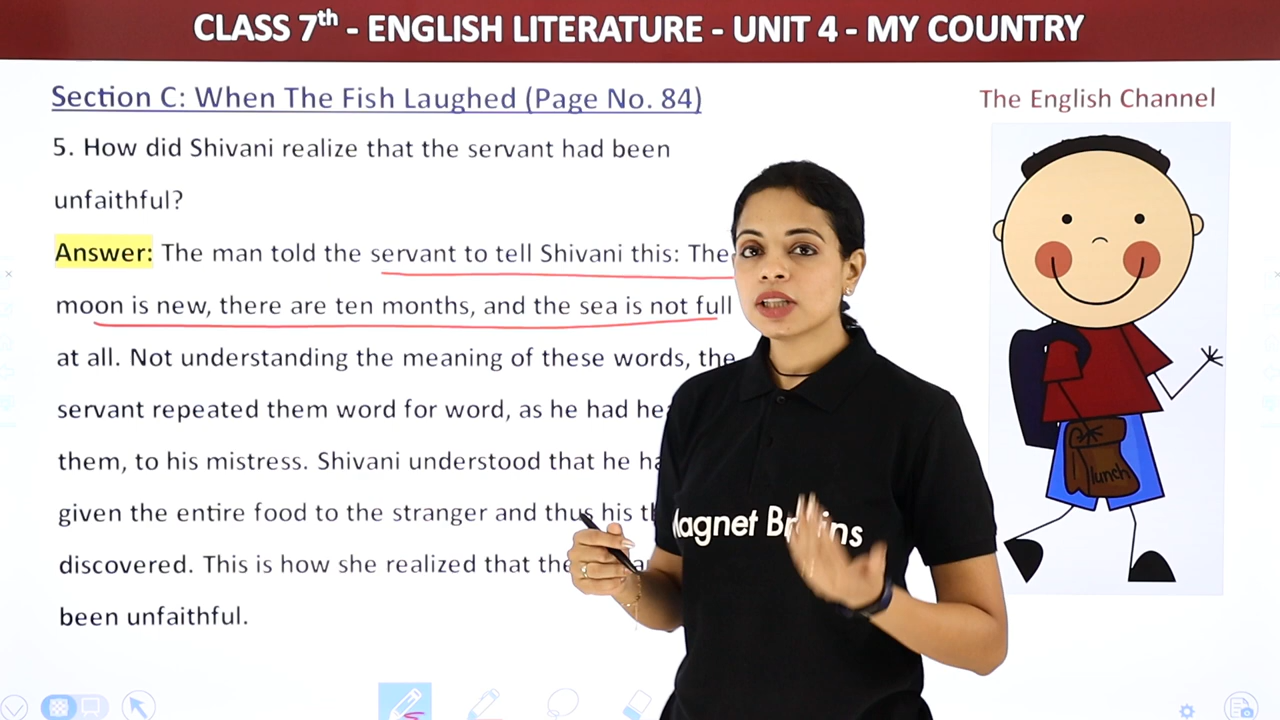 CLASS 7th - ENGLISH LITERATURE - UNIT 4 - MY COUNTRY
Section C: When The Fish Laughed (Page No. 84)
The English Channel
5. How did Shivani realize that the servant had been
unfaithful?
Answer: The man told the servant to tell Shivani this: The
moon is new, there are ten months, and the sea is not full
at all. Not understanding the meaning of these words, the
servant repeated them word for word, as he had
them, to his mistress. Shivani understood that he
given the entire food to the stranger and thus his
discovered. This is how she realized that the
been unfaithful.
lunch
Magnet